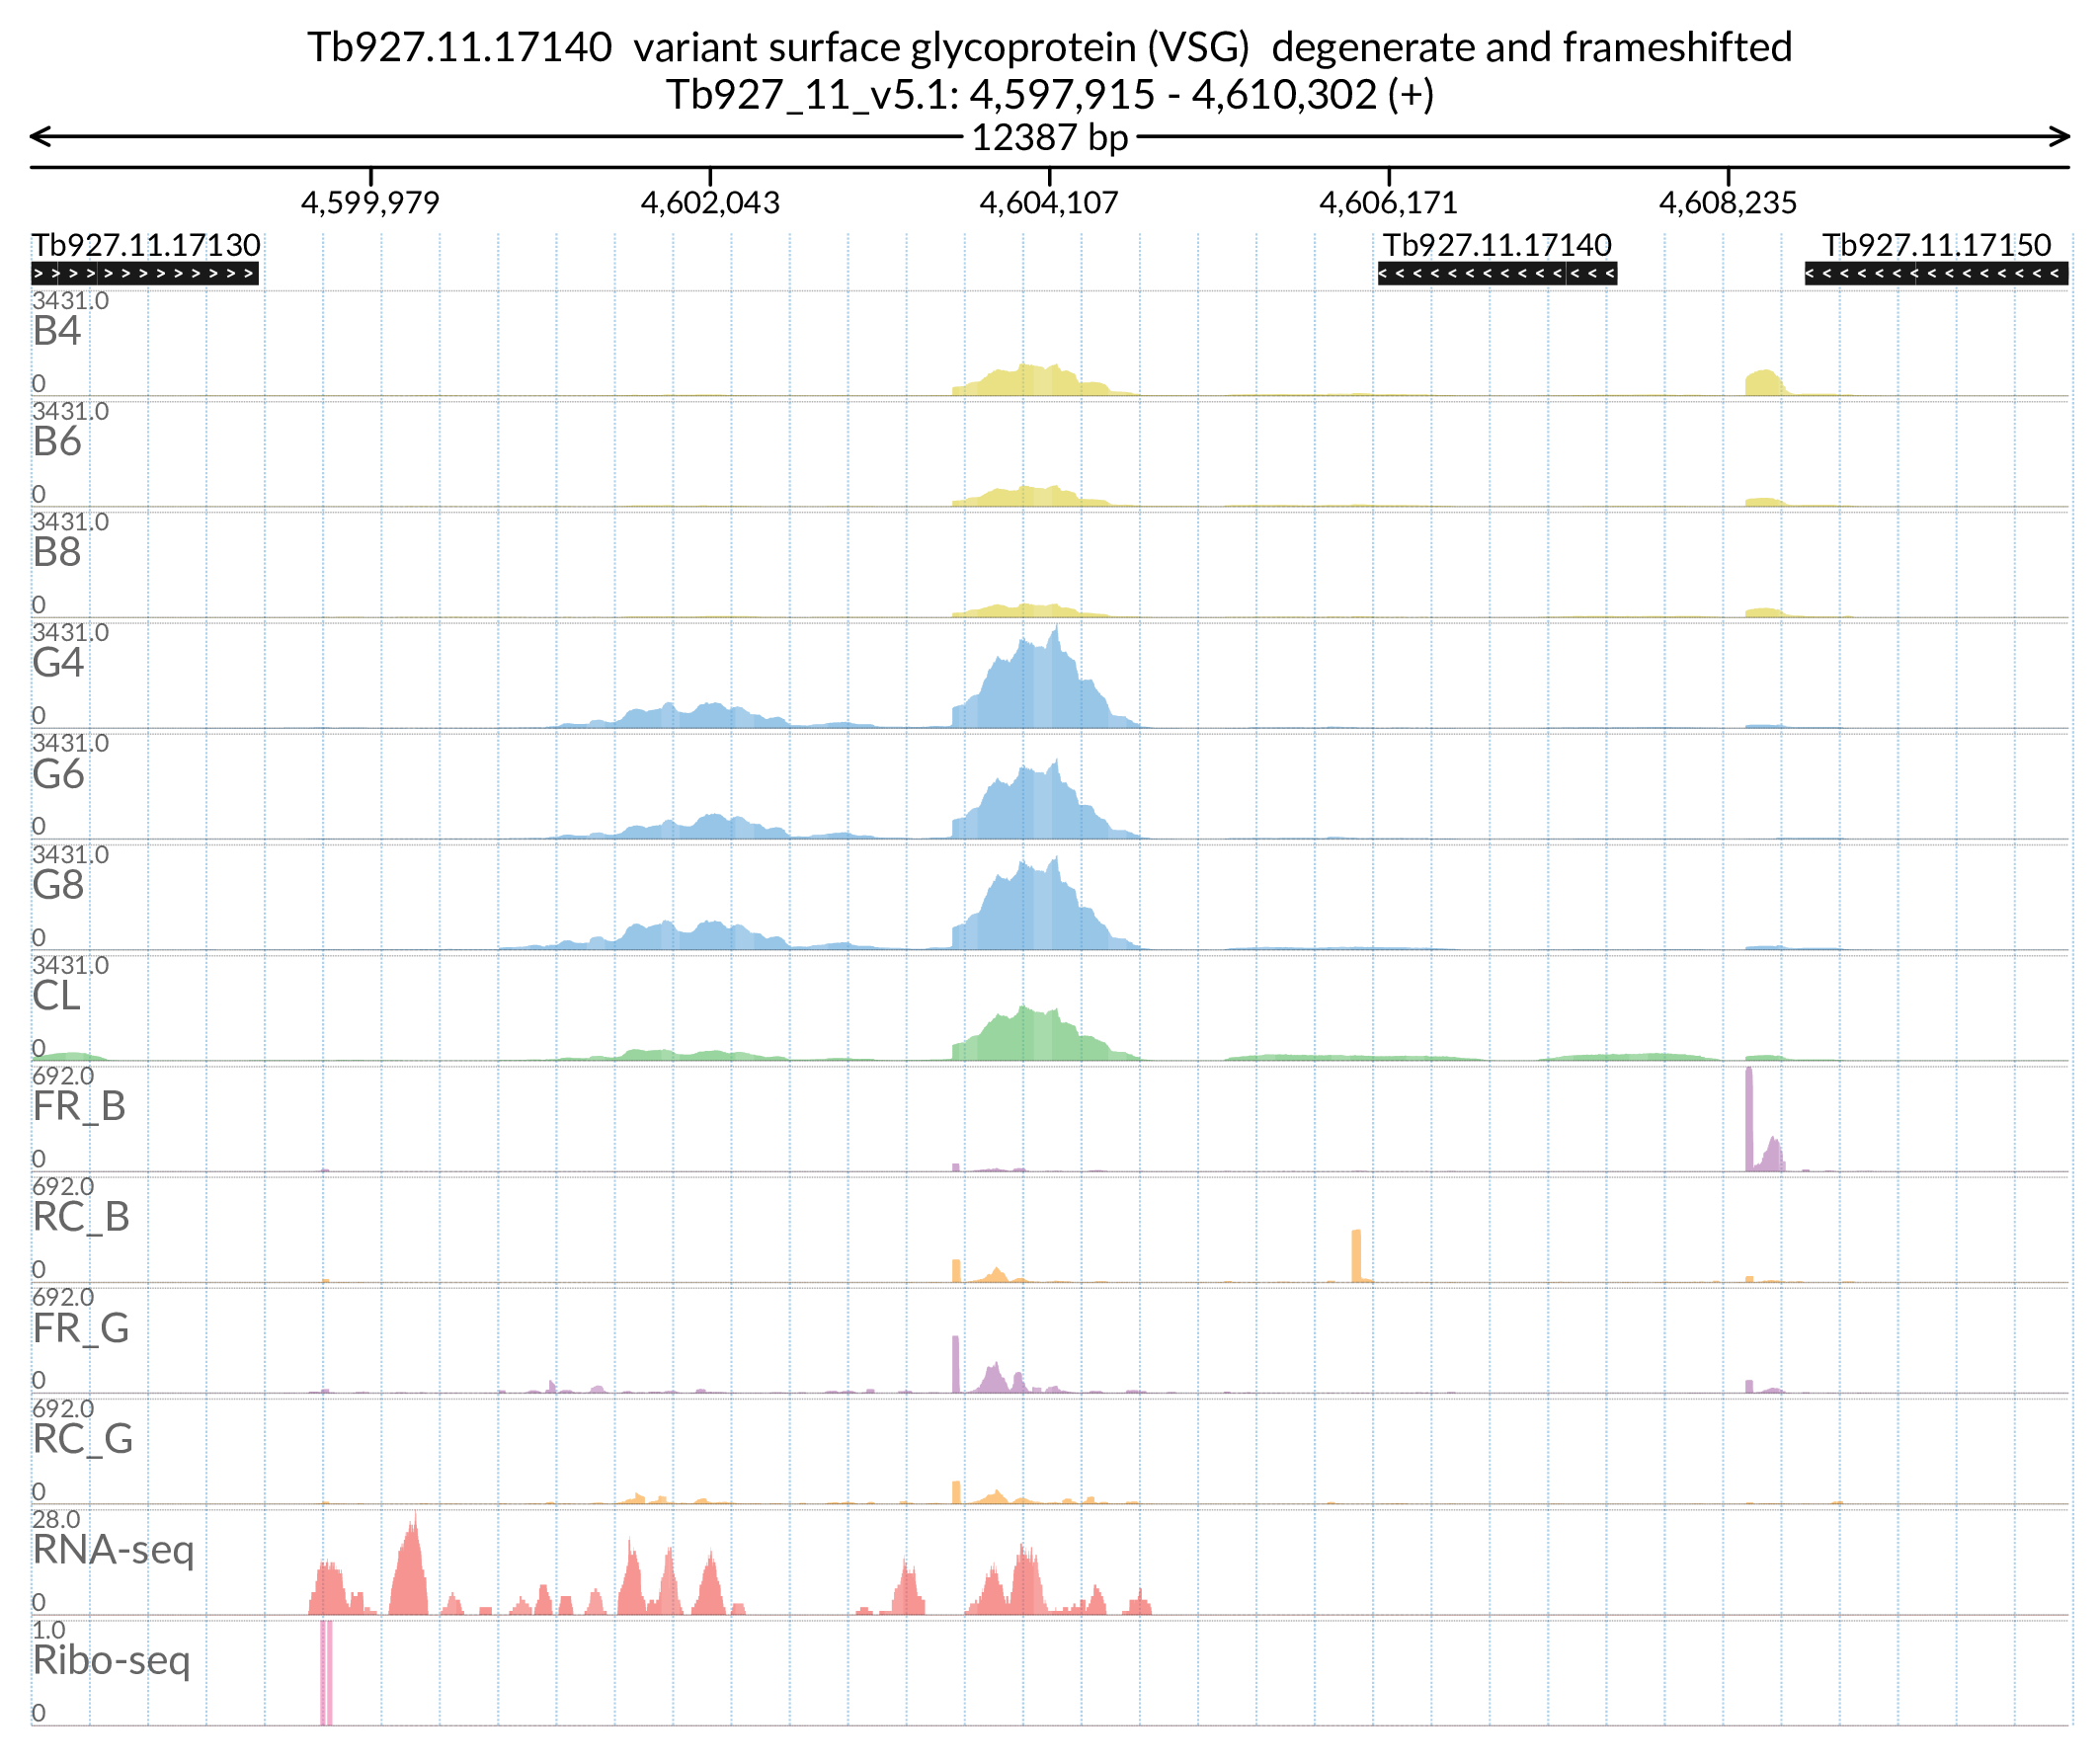 Tb927.11.17140  variant surface glycoprotein (VSG)  degenerate and frameshifted
Tb927_11_v5.1: 4,597,915 - 4,610,302 (+)
12387 bp
4,599,979 4,602,043 4,604,107 4,606,171 4,608,235
Tb927.11.17130 Tb927.11.17140 Tb927.11.17150
3431.0
B4
0
3431.0
B6
0
3431.0
B8
0
3431.0
G4
0
3431.0
G6
0
3431.0
G8
0
3431.0
CL
0
692.0
FR_B
0
692.0
RC_B
0
692.0
FR_G
0
692.0
RC_G
0
28.0
RNA-seq
0
1.0
Ribo-seq
0